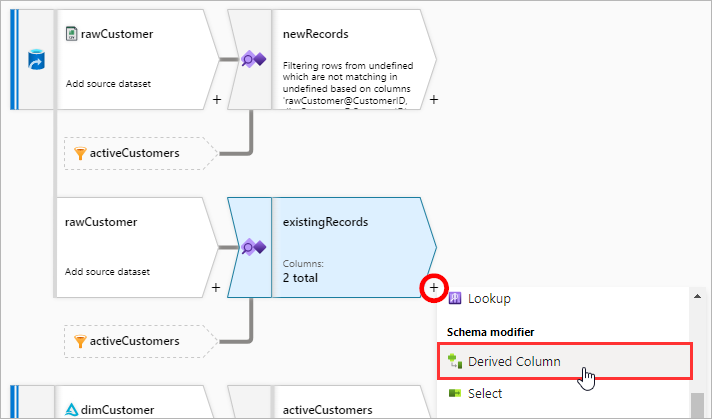 rawCustomer
Add source dataset
+
newRecords
Filtering rows from undefined
which are not matching in
undefined based on columns
'rawCustomer@CustomerID,
+
activeCustomers
rawCustomer
Add source dataset
+
existingRecords
Columns:
2 total
+
activeCustomers
Lookup
Schema modifier
Derived Column
Select
dimCustomer
activeCustomers